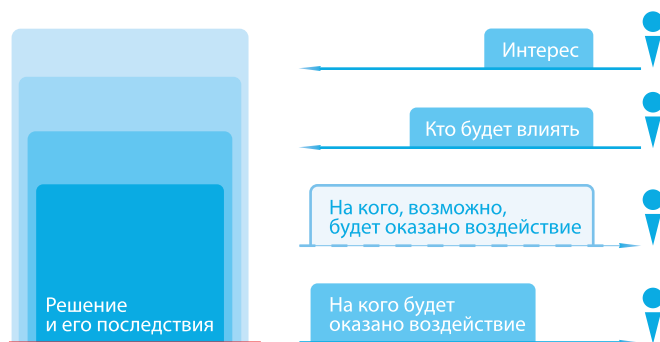 Интерес
Кто будет влиять
На кого, возможно,
будет оказано воздействие
Решение
и его последствия
На кого будет
оказано воздействие